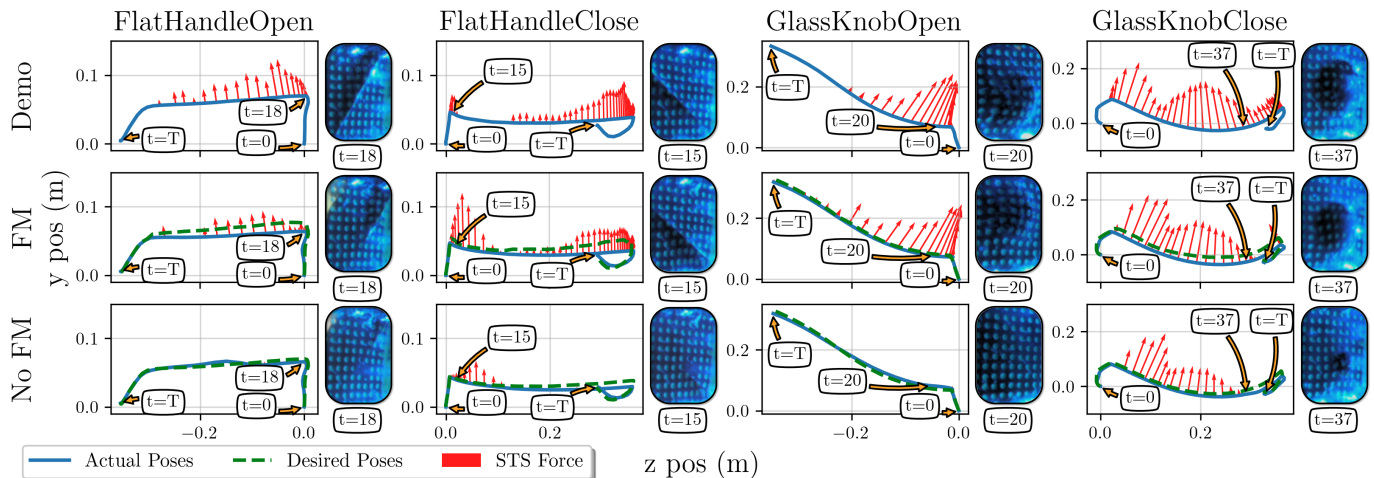 FlatHandleOpen
FlatHandleClose
GlassKnobOpen
GlassKnobClose
Demo
0.1
0.0
t=T
t=0
t=18
t=18
0.1
0.0
t=15
t=0
t=T
t=15
0.2
0.0
t=T
t=20
t=0
t=20
0.2
0.0
t=0
t=37
t=T
t=37
FM
y pos (m)
0.1
0.0
t=T
t=0
t=18
t=18
0.1
0.0
t=15
t=0
t=T
t=15
0.2
0.0
t=T
t=20
t=0
t=20
0.2
0.0
t=0
t=37
t=T
t=37
No FM
0.1
0.0
t=T
t=0
t=18
t=18
−0.2
0.0
0.1
0.0
t=15
t=0
t=T
t=15
0.0
0.2
0.2
0.0
t=T
t=20
t=0
t=20
−0.2
0.0
0.2
0.0
t=0
t=37
t=T
t=37
0.0
0.2
Actual Poses
Desired Poses
STS Force
z pos (m)